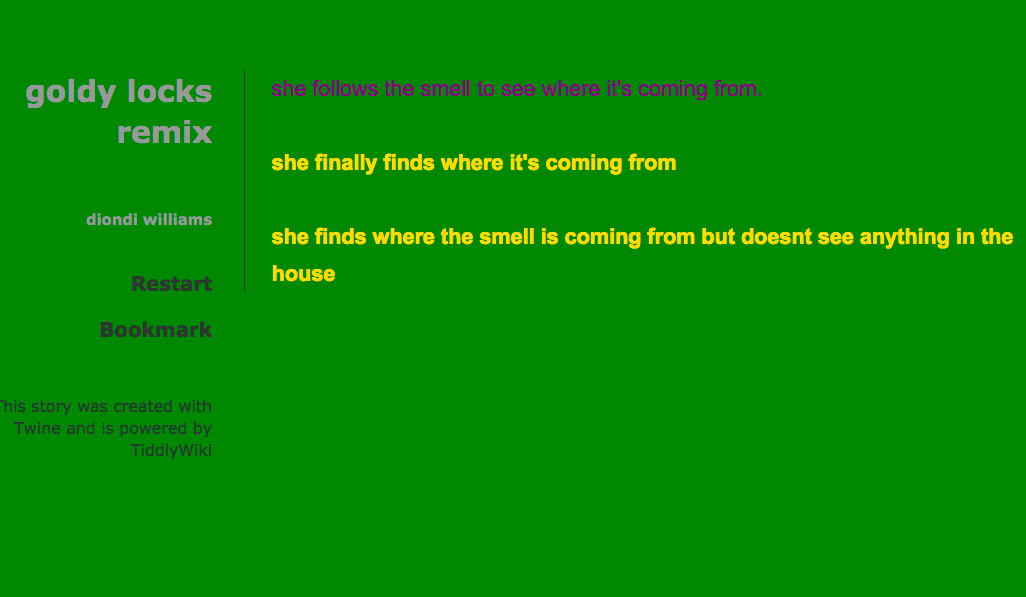 goldy locks
remix
diondi williams
Restart
Bookmark
This story was created with
Twine and is powered by
TiddlyWiki
she follows the smell to see where it's coming from.
she finally finds where it's coming from
she finds where the smell is coming from but doesnt see anything in the
house